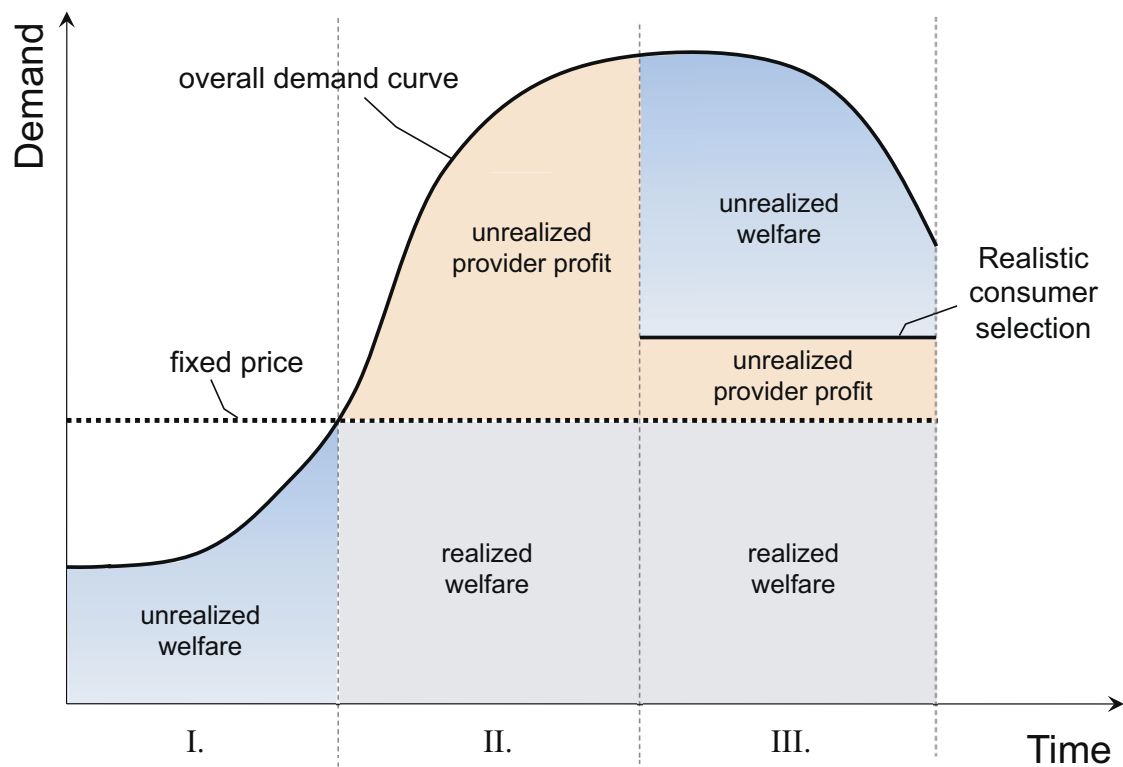 Demand
overall demand curve
unrealized
welfare
unrealized
provider profit
Realistic
consumer
selection
fixed price
unrealized
provider profit
realized
welfare
realized
welfare
unrealized
welfare
I.
II.
III.
Time